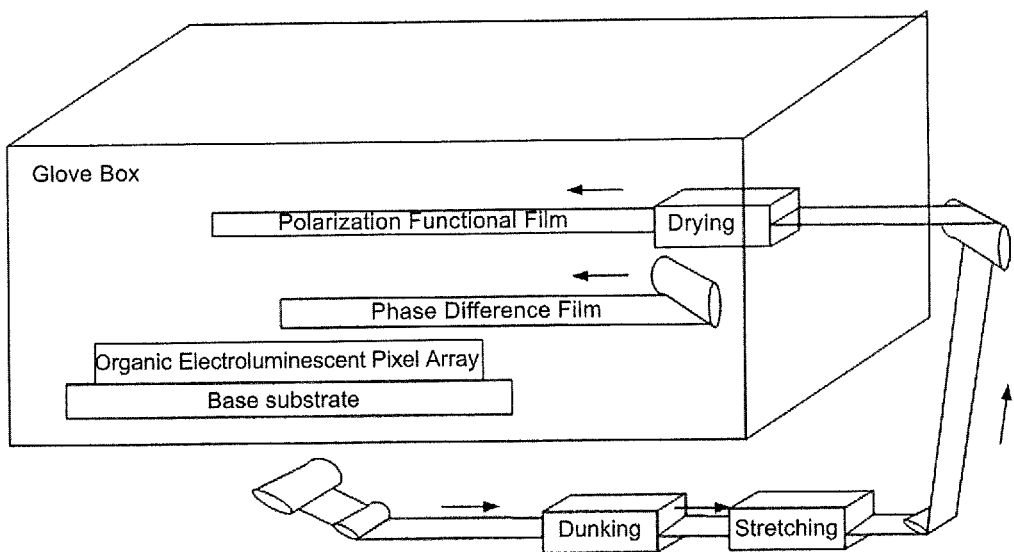 Glove Box
Polarization Functional Film
Drying
Phase Difference Film
Organic Electroluminescent Pixel Array
Base substrate
Dunking
Stretching